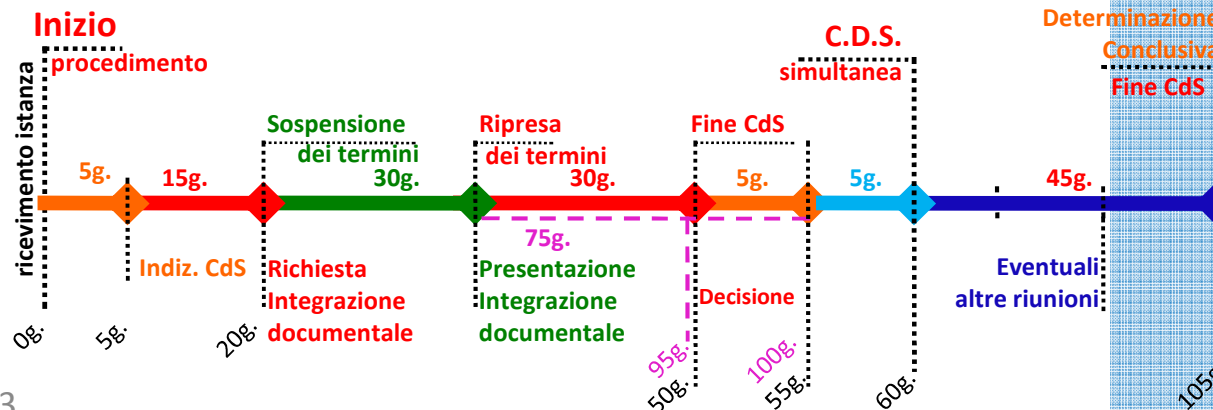 Inizio
procedimento
ricevimento istanza
C.D.S.
simultanea
Determinazione
Conclusiva
Fine CdS
Sospensione
dei termini
Ripresa
dei termini
Fine CdS
5g.
15g.
30g.
30g.
5g.
5g.
45g.
75g.
Indiz. CdS
Richiesta
Integrazione
documentale
Presentazione
Integrazione
documentale
Decisione
Eventuali
altre riunioni
0g.
5g.
20g.
95g.
50g.
100g.
55g.
60g.
105g
3